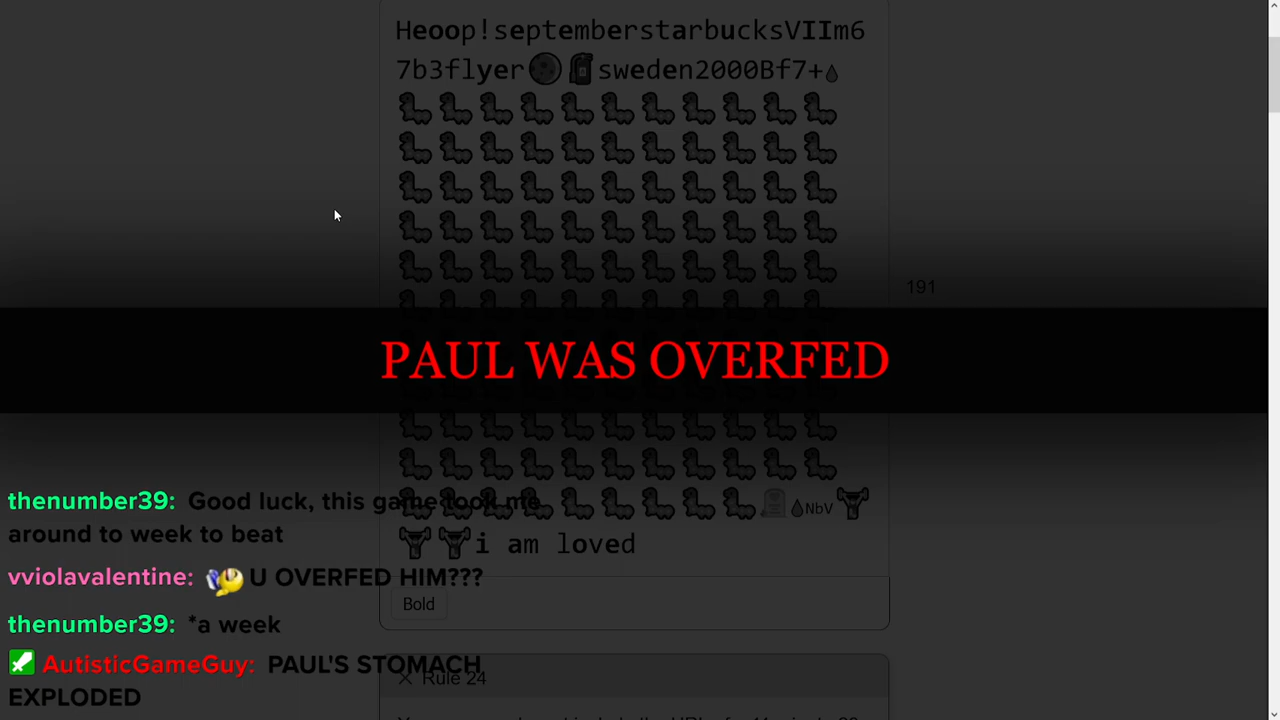 Heoop!septemberstarbucksVIIm6
7b3flyer🌑🥚sweden2000Bf7+💧
🐛🐛🐛🐛🐛🐛🐛🐛🐛🐛🐛
🐛🐛🐛🐛🐛🐛🐛🐛🐛🐛🐛
🐛🐛🐛🐛🐛🐛🐛🐛🐛🐛🐛
🐛🐛🐛🐛🐛🐛🐛🐛🐛🐛🐛
🐛🐛🐛🐛🐛🐛🐛🐛🐛🐛🐛
191
PAUL WAS OVERFED
🪦💧NbV🏋️
🏋️🏋️i am loved
Bold
Rule 24
thenumber39: Good luck, this game took me
around to week to beat
vviolavalentine: U OVERFED HIM???
thenumber39: *a week
AutisticGameGuy: PAUL'S STOMACH
EXPLODED